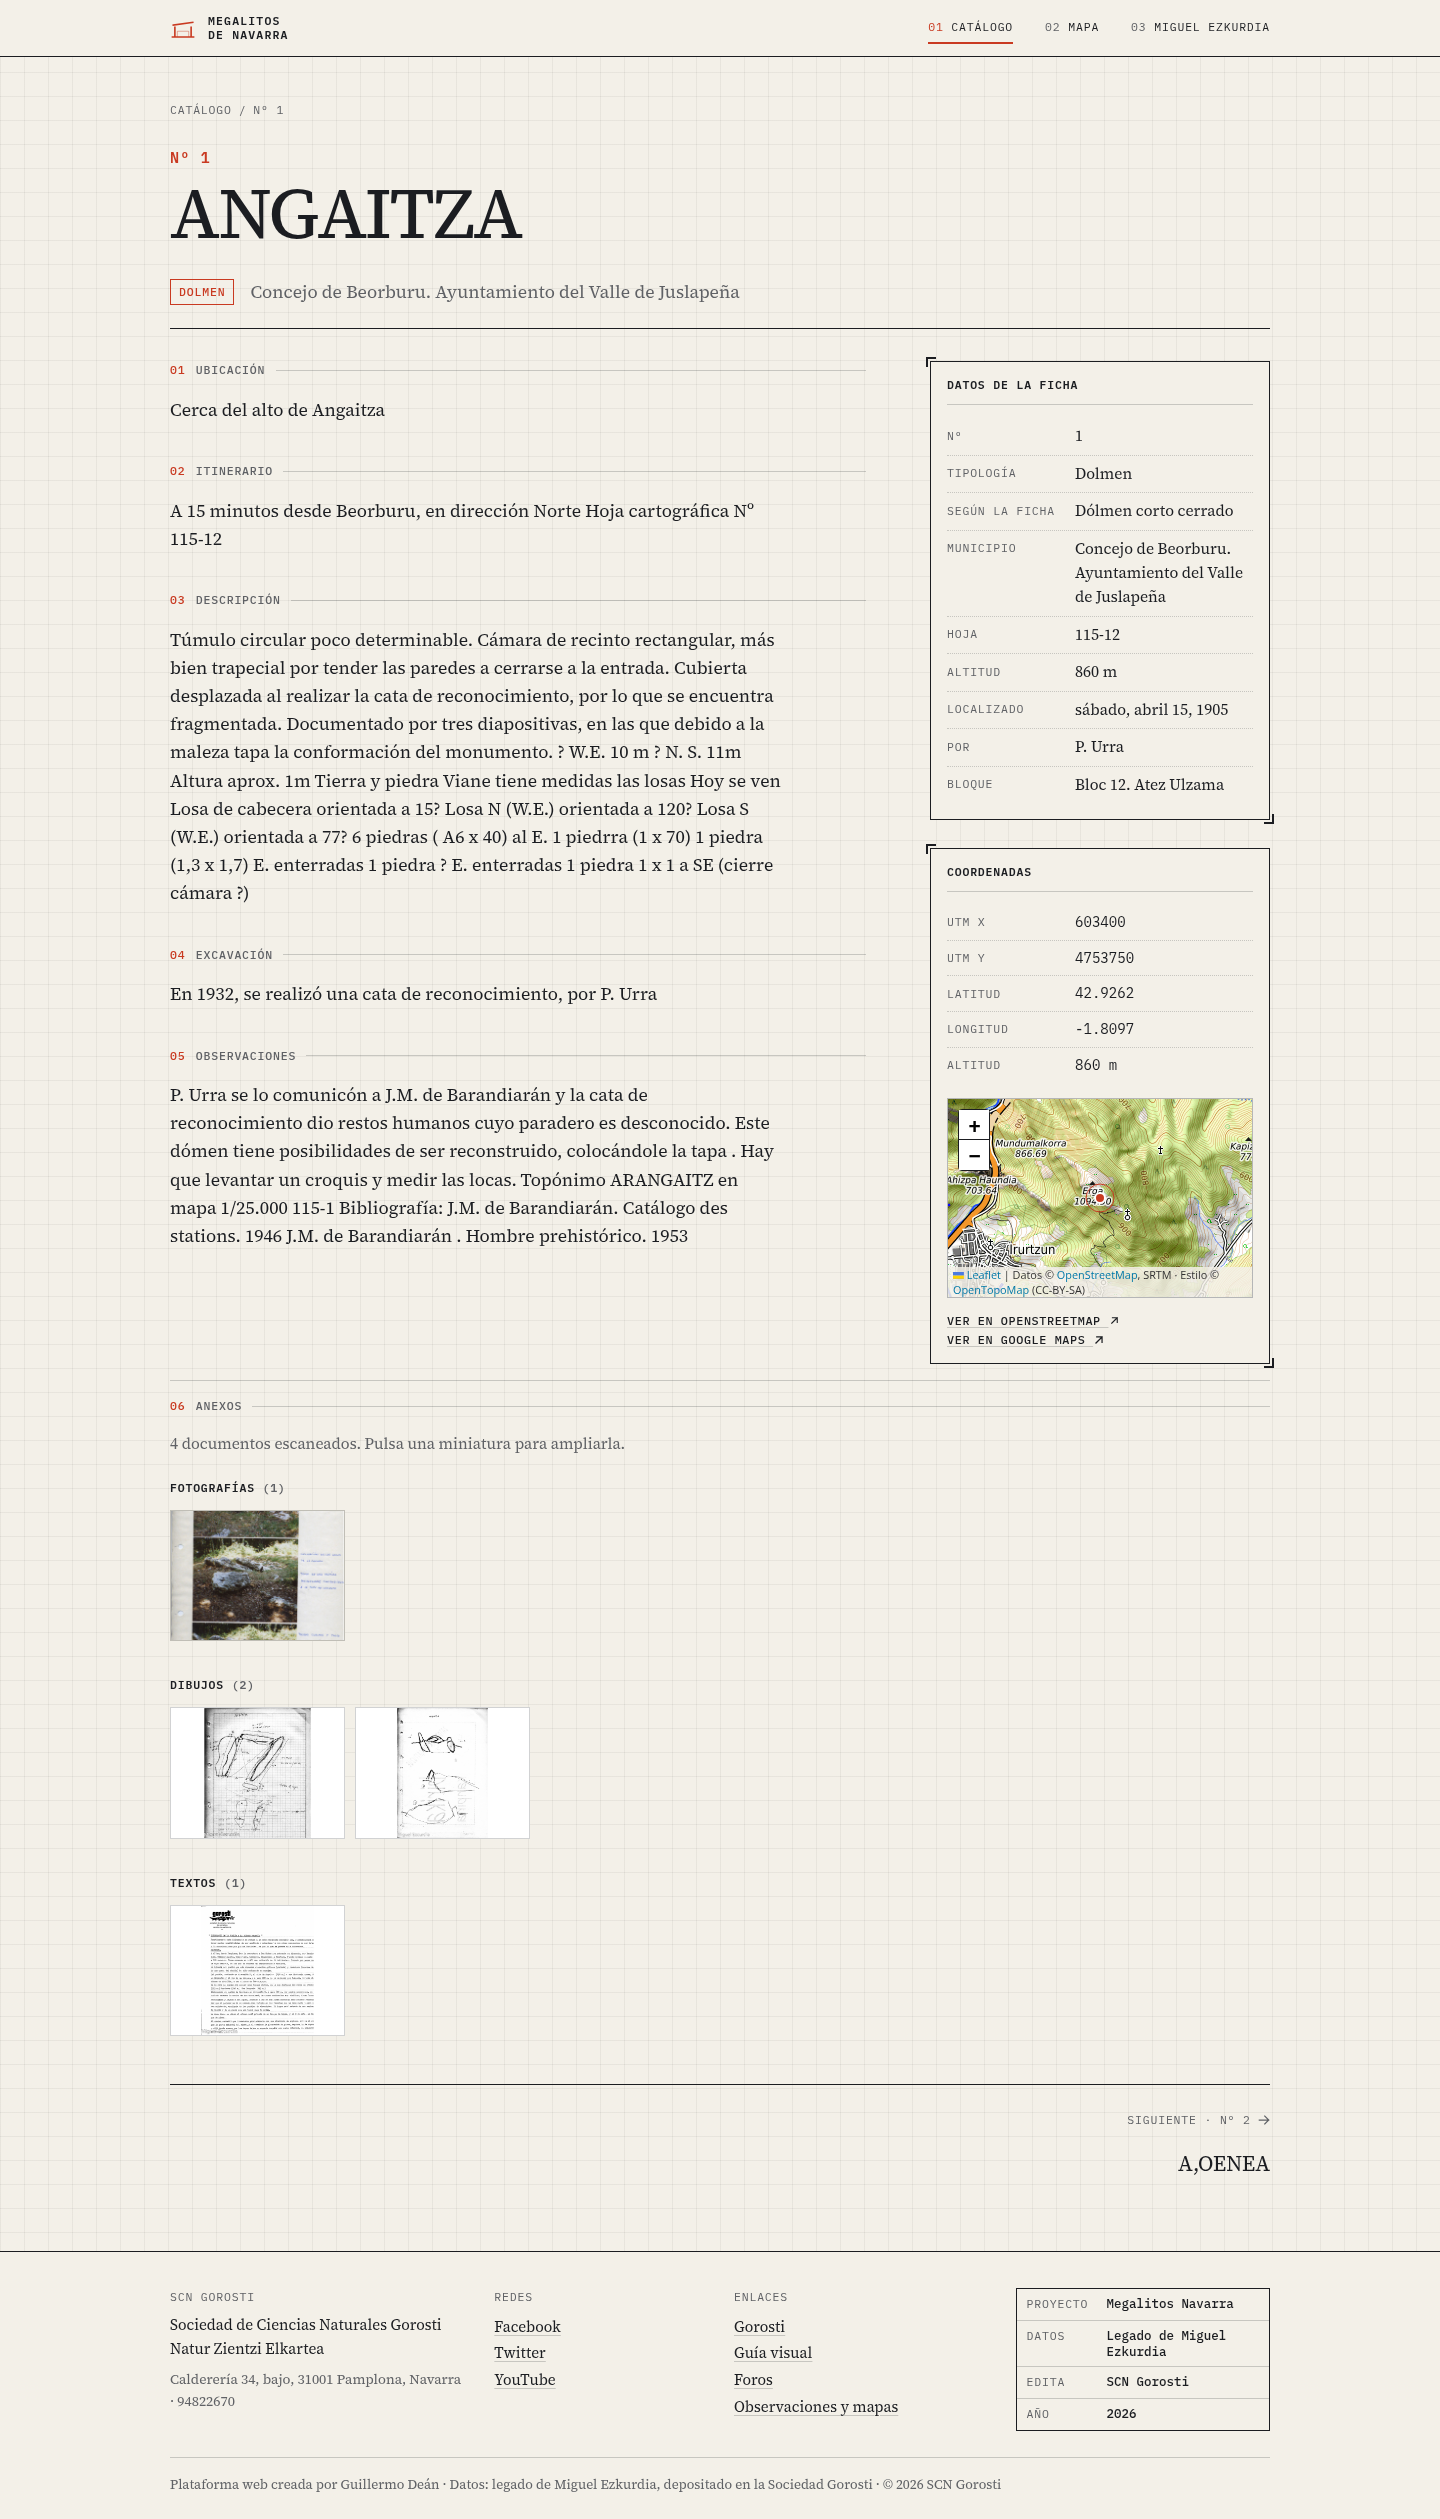 MEGALITOS
DE NAVARRA
01 CATÁLOGO
02 MAPA
03 MIGUEL EZKURDIA
CATÁLOGO / Nº 1
Nº 1
ANGAITZA
DOLMEN
Concejo de Beorburu. Ayuntamiento del Valle de Juslapeña
01 UBICACIÓN
Cerca del alto de Angaitza
02 ITINERARIO
A 15 minutos desde Beorburu, en dirección Norte Hoja cartográfica Nº
115-12
03 DESCRIPCIÓN
Túmulo circular poco determinable. Cámara de recinto rectangular, más
bien trapecial por tender las paredes a cerrarse a la entrada. Cubierta
desplazada al realizar la cata de reconocimiento, por lo que se encuentra
fragmentada. Documentado por tres diapositivas, en las que debido a la
maleza tapa la conformación del monumento. ? W.E. 10 m ? N. S. 11m
Altura aprox. 1m Tierra y piedra Viane tiene medidas las losas Hoy se ven
Losa de cabecera orientada a 15? Losa N (W.E.) orientada a 120? Losa S
(W.E.) orientada a 77? 6 piedras ( A6 x 40) al E. 1 piedrra (1 x 70) 1 piedra
(1,3 x 1,7) E. enterradas 1 piedra ? E. enterradas 1 piedra 1 x 1 a SE (cierre
cámara ?)
04 EXCAVACIÓN
En 1932, se realizó una cata de reconocimiento, por P. Urra
05 OBSERVACIONES
P. Urra se lo comunicón a J.M. de Barandiarán y la cata de
reconocimiento dio restos humanos cuyo paradero es desconocido. Este
dómen tiene posibilidades de ser reconstruido, colocándole la tapa . Hay
que levantar un croquis y medir las locas. Topónimo ARANGAITZ en
mapa 1/25.000 115-1 Bibliografía: J.M. de Barandiarán. Catálogo des
stations. 1946 J.M. de Barandiarán . Hombre prehistórico. 1953
DATOS DE LA FICHA
Nº 1
TIPOLOGÍA Dolmen
SEGÚN LA FICHA Dólmen corto cerrado
MUNICIPIO Concejo de Beorburu.
Ayuntamiento del Valle
de Juslapeña
HOJA 115-12
ALTITUD 860 m
LOCALIZADO sábado, abril 15, 1905
POR P. Urra
BLOQUE Bloc 12. Atez Ulzama
COORDENADAS
UTM X 603400
UTM Y 4753750
LATITUD 42.9262
LONGITUD -1.8097
ALTITUD 860 m
+
−
Mundumalkorra
866.69
Ahizpa Haundia
703.64
Erga
Irurtzun
Leaflet | Datos © OpenStreetMap, SRTM · Estilo ©
OpenTopoMap (CC-BY-SA)
VER EN OPENSTREETMAP ↗
VER EN GOOGLE MAPS ↗
06 ANEXOS
4 documentos escaneados. Pulsa una miniatura para ampliarla.
FOTOGRAFÍAS (1)
DIBUJOS (2)
TEXTOS (1)
gorosti
SIGUIENTE · Nº 2 →
A,OENEA
SCN GOROSTI
Sociedad de Ciencias Naturales Gorosti
Natur Zientzi Elkartea
Calderería 34, bajo, 31001 Pamplona, Navarra
· 94822670
REDES
Facebook
Twitter
YouTube
ENLACES
Gorosti
Guía visual
Foros
Observaciones y mapas
PROYECTO Megalitos Navarra
DATOS Legado de Miguel
Ezkurdia
EDITA SCN Gorosti
AÑO 2026
Plataforma web creada por Guillermo Deán · Datos: legado de Miguel Ezkurdia, depositado en la Sociedad Gorosti · © 2026 SCN Gorosti